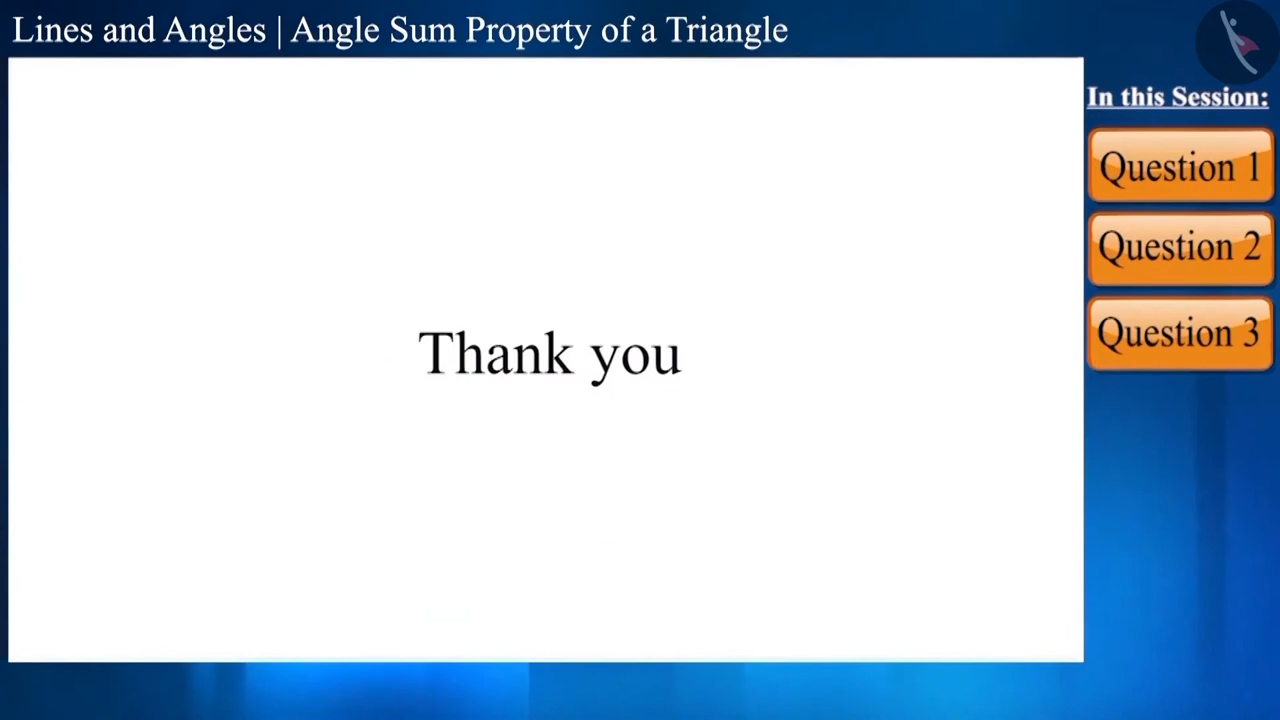 Lines and Angles | Angle Sum Property of a Triangle
In this Session:
Question 1
Question 2
Question 3
Thank you